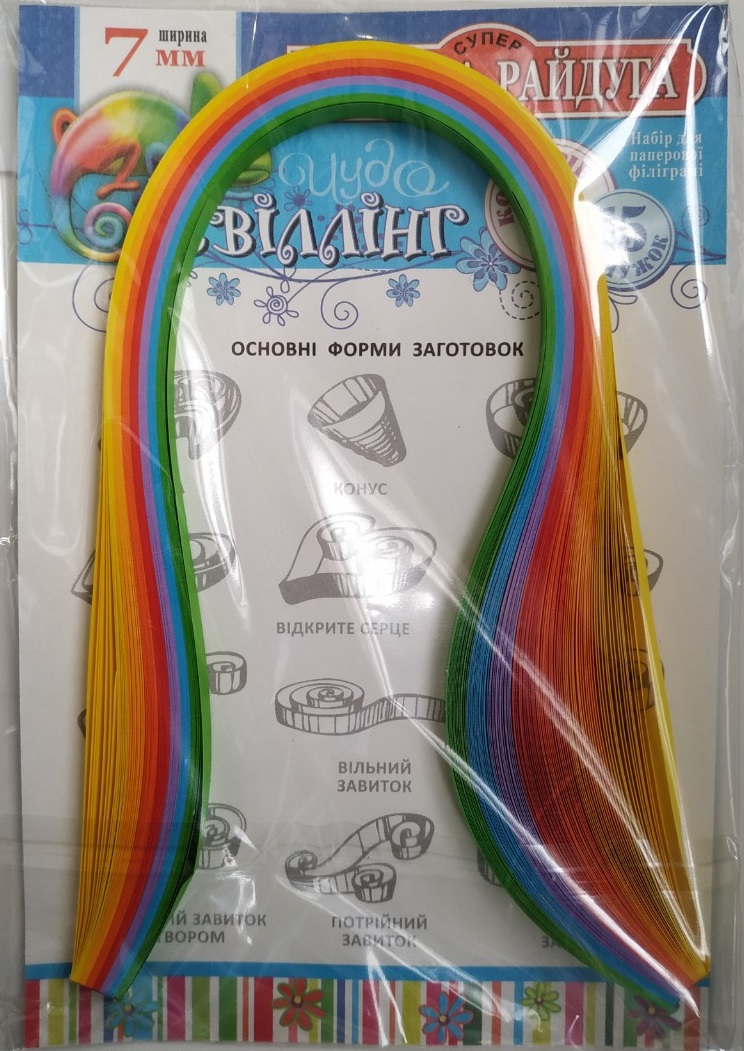 7 ширина
мм
СУПЕР
РАЙДУГА
Набір для
паперової
філіграні
Чудо
КВІЛЛІНГ
ОСНОВНІ ФОРМИ ЗАГОТОВОК
КОНУС
ВІДКРИТЕ СЕРЦЕ
ВІЛЬНИЙ
ЗАВИТОК
ЗАВИТОК
ПОТРІЙНИЙ
ЗАВИТОК